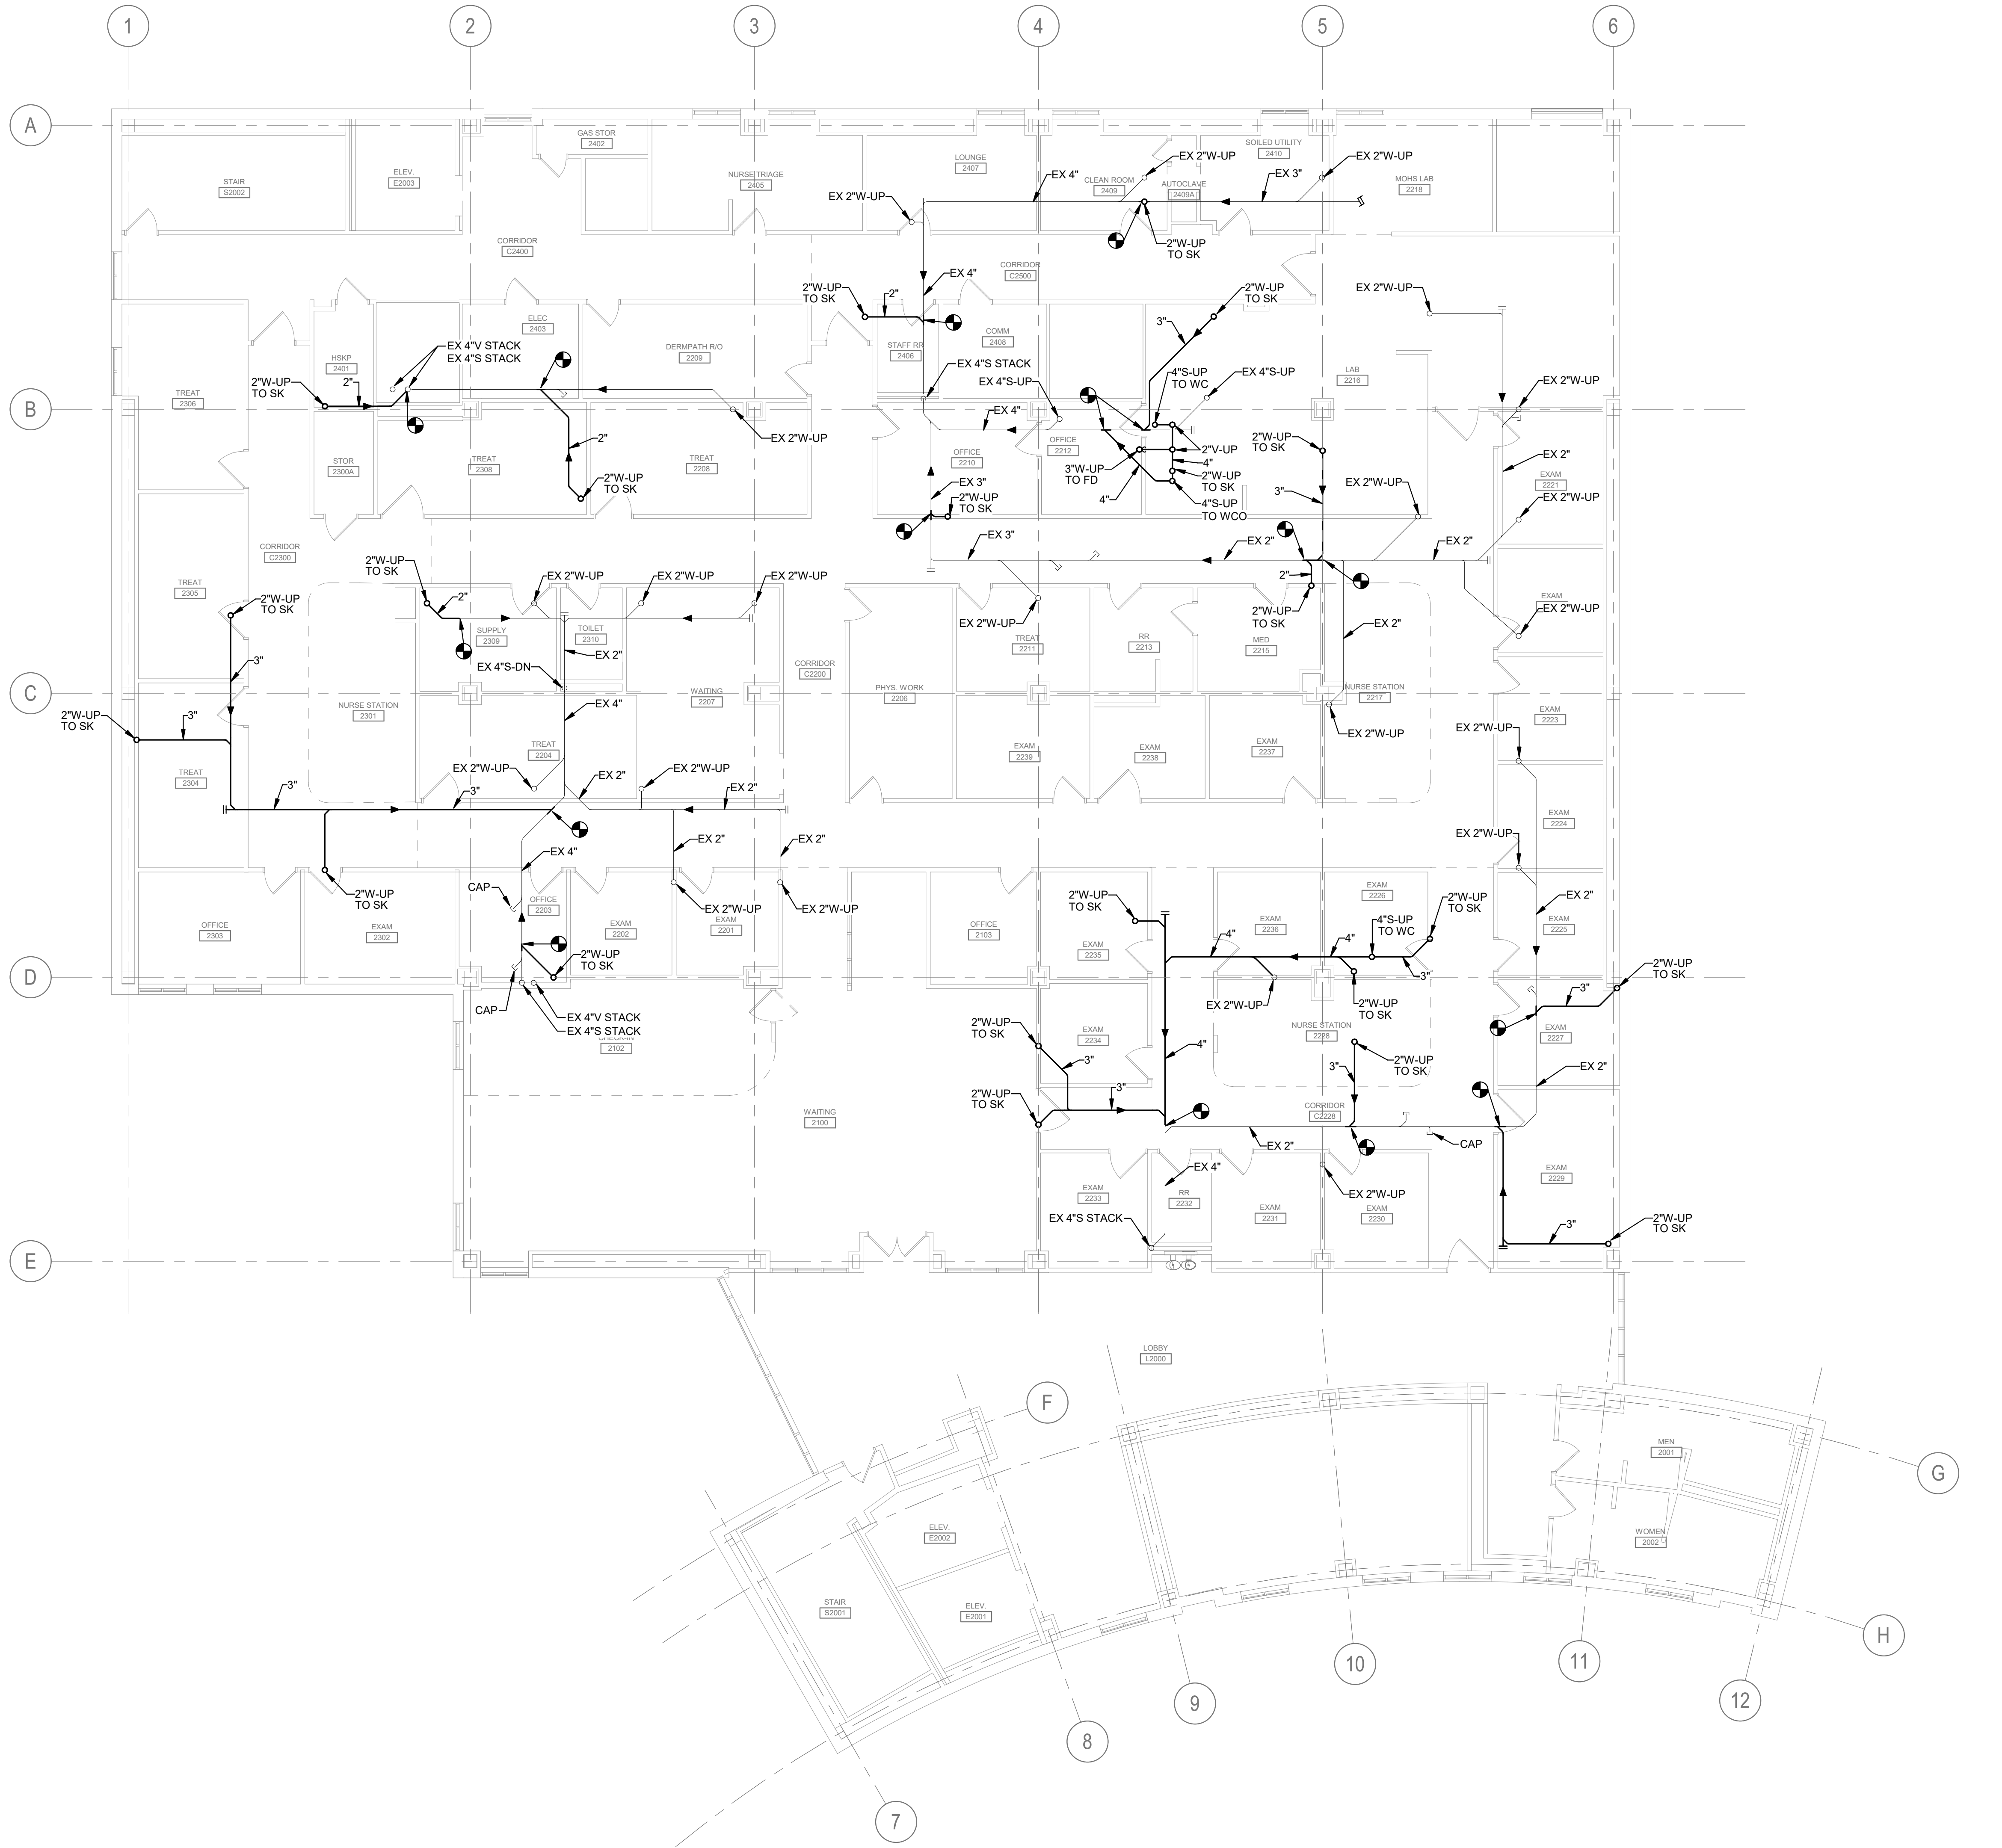 1
2
3
4
5
6
A
GAS STOR
2402
STAIR
S2002
ELEV.
E2003
NURSE TRIAGE
2405
LOUNGE
2407
EX 4"
EX 2"W-UP
CLEAN ROOM
2409
AUTOCLAVE
2409A
SOILED UTILITY
2410
EX 2"W-UP
EX 3"
MOHS LAB
2218
EX 2"W-UP
2"W-UP
TO SK
CORRIDOR
C2400
CORRIDOR
C2500
EX 4"
2"W-UP
TO SK
2"
2"W-UP
TO SK
EX 2"W-UP
3"
ELEC
2403
COMM
2408
STAFF RR
2406
DERMPATH R/O
2209
EX 4"V STACK
EX 4"S STACK
HSKP
2401
2"W-UP
TO SK
2"
EX 4"S STACK
EX 4"S-UP
4"S-UP
TO WC
EX 4"S-UP
LAB
2216
EX 2"W-UP
TREAT
2306
B
EX 4"
EX 2"W-UP
2"
OFFICE
2210
OFFICE
2212
2"V-UP
4"
2"W-UP
TO SK
3"W-UP
TO FD
2"W-UP
TO SK
4"
4"S-UP
TO WCO
STOR
2300A
TREAT
2308
TREAT
2208
2"W-UP
TO SK
EX 3"
2"W-UP
TO SK
3"
EX 2"W-UP
EX 2"
EXAM
2221
EX 2"W-UP
CORRIDOR
C2300
EX 3"
EX 2"
EX 2"
2"W-UP
TO SK
EX 2"W-UP
EX 2"W-UP
EX 2"W-UP
2"
TREAT
2305
2"W-UP
TO SK
2"
2"W-UP
TO SK
EXAM
EX 2"W-UP
SUPPLY
2309
TOILET
2310
EX 2"
EX 2"W-UP
TREAT
2211
RR
2213
MED
2215
EX 2"
3"
EX 4"S-DN
CORRIDOR
C2200
C
NURSE STATION
2301
WAITING
2207
PHYS. WORK
2206
NURSE STATION
2217
EX 4"
2"W-UP
TO SK
3"
EX 2"W-UP
EXAM
2223
EX 2"W-UP
TREAT
2204
EXAM
2239
EXAM
2238
EXAM
2237
TREAT
2304
EX 2"W-UP
EX 2"
EX 2"W-UP
EX 2"
3"
3"
EXAM
2224
EX 2"W-UP
EX 4"
EX 2"
EX 2"
2"W-UP
TO SK
CAP
OFFICE
2203
EX 2"W-UP
EX 2"W-UP
2"W-UP
TO SK
EXAM
2226
2"W-UP
TO SK
EX 2"
OFFICE
2303
EXAM
2302
EXAM
2202
EXAM
2201
OFFICE
2103
EXAM
2236
4"S-UP
TO WC
EXAM
2225
4"
4"
3"
EXAM
2235
2"W-UP
TO SK
D
2"W-UP
TO SK
EX 2"W-UP
2"W-UP
TO SK
3"
CAP
EX 4"V STACK
EX 4"S STACK
2102
2"W-UP
TO SK
EXAM
2234
NURSE STATION
2228
EXAM
2227
4"
3"
2"W-UP
TO SK
3"
EX 2"
2"W-UP
TO SK
3"
CORRIDOR
C2228
WAITING
2100
EX 2"
CAP
EX 4"
EXAM
2233
RR
2232
EX 2"W-UP
EXAM
2231
EXAM
2230
EXAM
2229
EX 4"S STACK
3"
2"W-UP
TO SK
E
LOBBY
L2000
F
MEN
2001
G
ELEV.
E2002
WOMEN
2002
STAIR
S2001
ELEV.
E2001
H
7
8
9
10
11
12